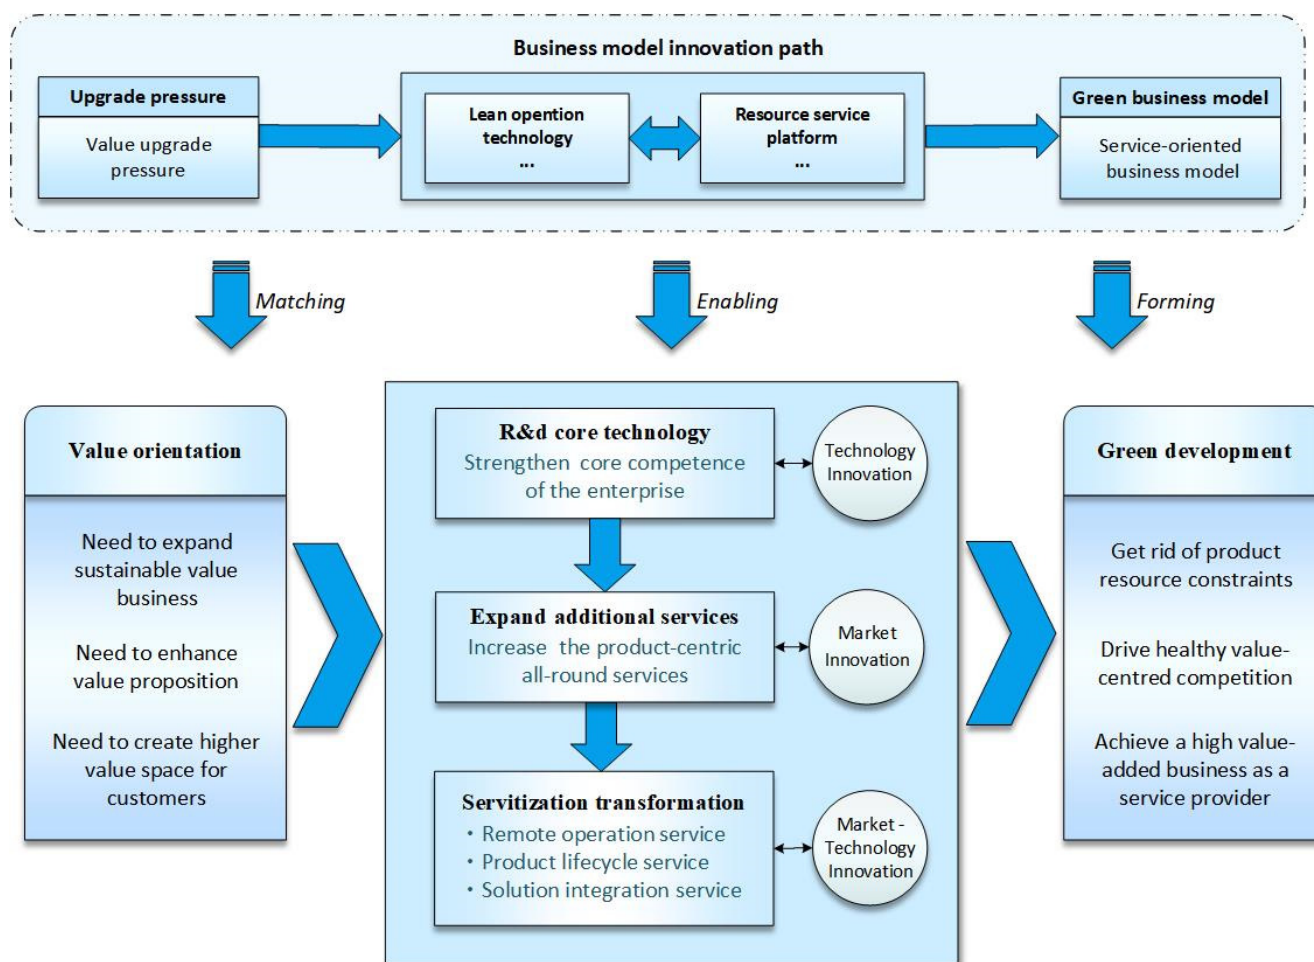 Business model innovation path
Upgrade pressure
Value upgrade
pressure
Lean opention
technology
...
Resource service
platform
...
Green business model
Service-oriented
business model
Matching
Enabling
Forming
Value orientation
Need to expand
sustainable value
business
Need to enhance
value proposition
Need to create higher
value space for
customers
R&d core technology
Strengthen core competence
of the enterprise
Technology
Innovation
Expand additional services
Increase the product-centric
all-round services
Market
Innovation
Servitization transformation
・Remote operation service
・Product lifecycle service
・Solution integration service
Market -
Technology
Innovation
Green development
Get rid of product
resource constraints
Drive healthy value-
centred competition
Achieve a high value-
added business as a
service provider